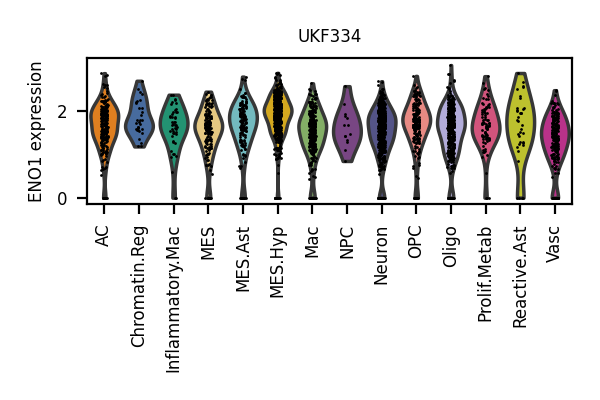 UKF334
ENO1 expression
2
0
AC
Chromatin.Reg
Inflammatory.Mac
MES
MES.Ast
MES.Hyp
Mac
NPC
Neuron
OPC
Oligo
Prolif.Metab
Reactive.Ast
Vasc